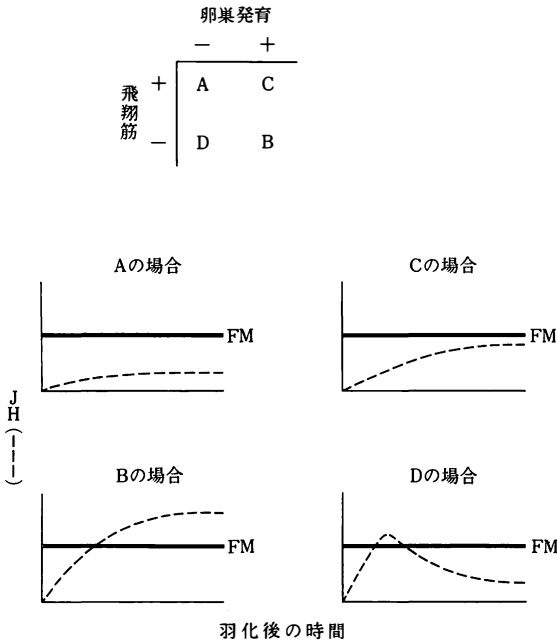 卵巣発育
− +
飛翔筋
+ A C
− D B
Aの場合
Cの場合
FM
FM
JH(---)
Bの場合
Dの場合
FM
FM
羽化後の時間